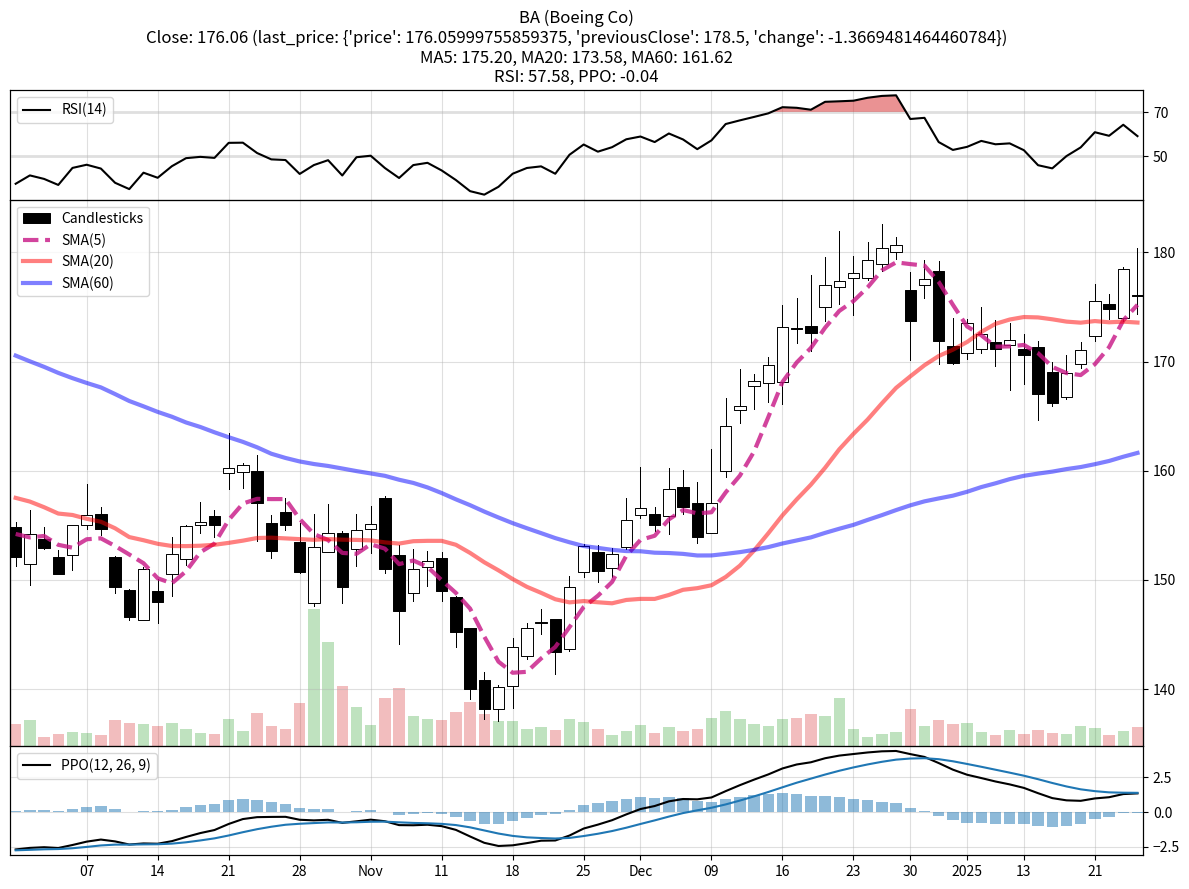 BA (Boeing Co)
Close: 176.06 (last_price: {'price': 176.05999755859375, 'previousClose': 178.5, 'change': -1.3669481464460784})
MA5: 175.20, MA20: 173.58, MA60: 161.62
RSI: 57.58, PPO: -0.04
RSI(14)
70
50
Candlesticks
SMA(5)
SMA(20)
SMA(60)
180
170
160
150
140
PPO(12, 26, 9)
2.5
0.0
−2.5
07 14 21 28 Nov 11 18 25 Dec 09 16 23 30 2025 13 21